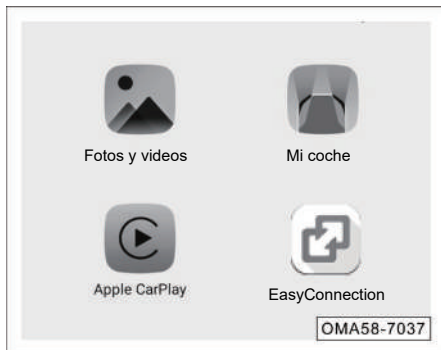 Fotos y videos
Mi coche
Apple CarPlay
EasyConnection
OMA58-7037